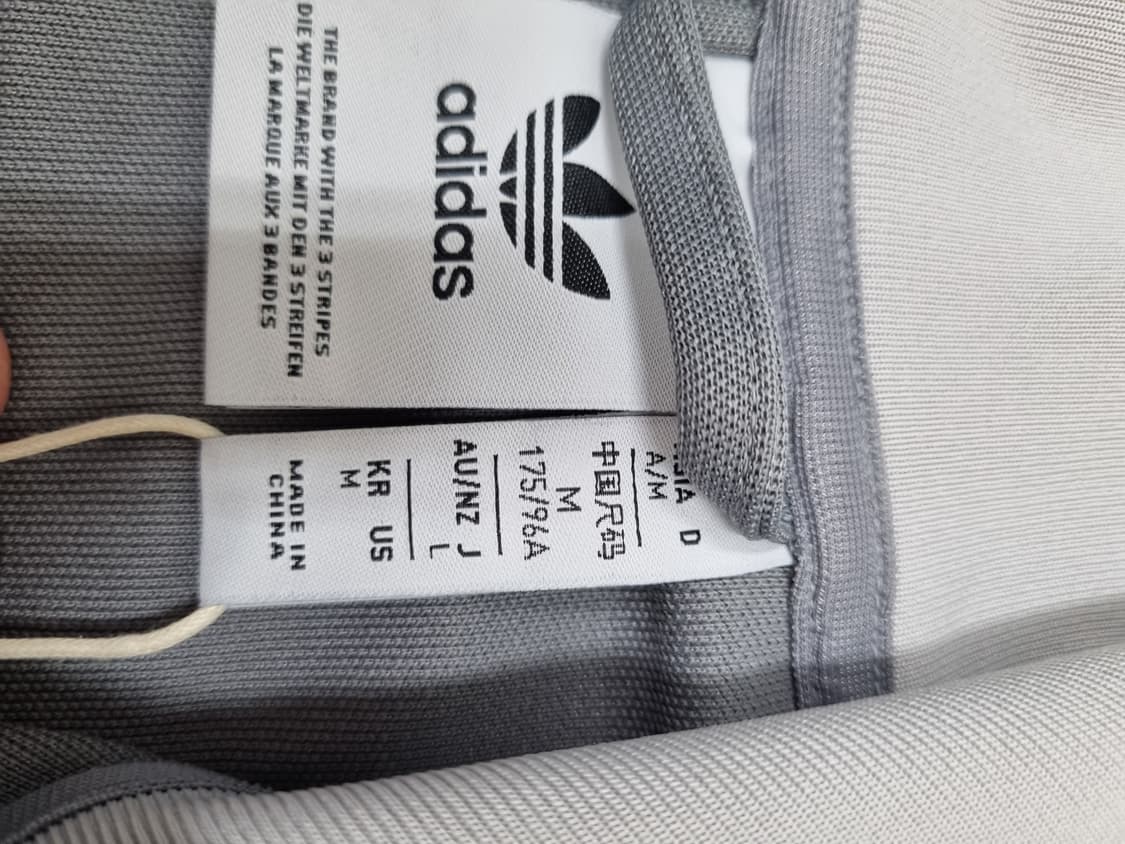 adidas
THE BRAND WITH THE 3 STRIPES
DIE WELTMARKE MIT DEN 3 STREIFEN
LA MARQUE AUX 3 BANDES
D
A/M
中国尺码
M
175/96A
AU/NZ J
L
KR US
M
MADE IN
CHINA